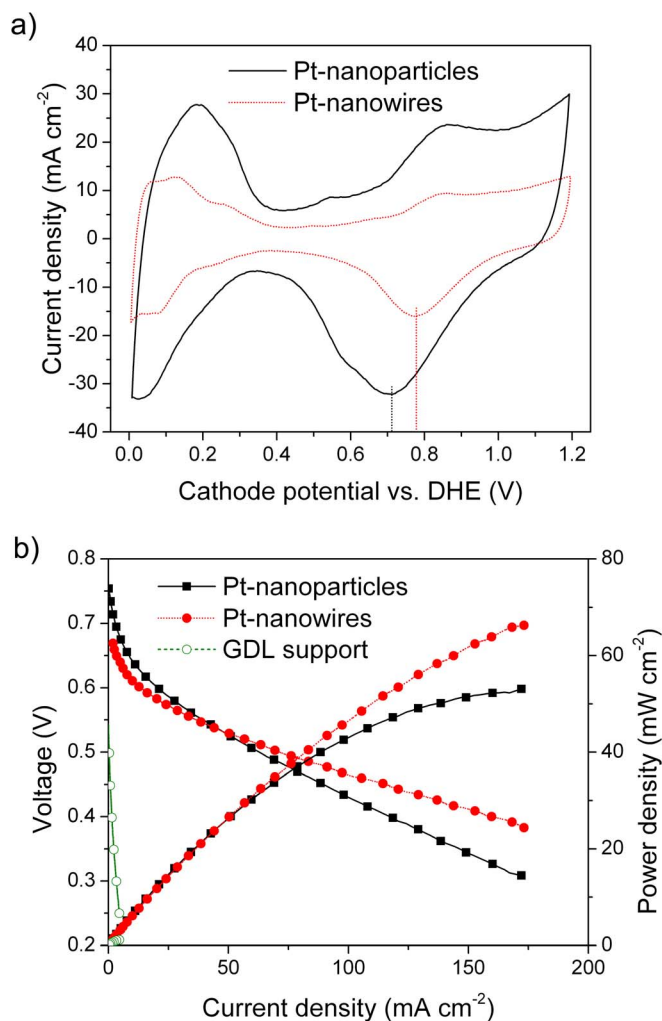 a)
Pt-nanoparticles
Pt-nanowires
40
30
20
10
0
-10
-20
-30
-40
Current density (mA cm-2)
0.0 0.2 0.4 0.6 0.8 1.0 1.2
Cathode potential vs. DHE (V)
b)
Pt-nanoparticles
Pt-nanowires
GDL support
0.8
0.7
0.6
0.5
0.4
0.3
0.2
Voltage (V)
80
60
40
20
0
Power density (mW cm-2)
0 50 100 150 200
Current density (mA cm-2)